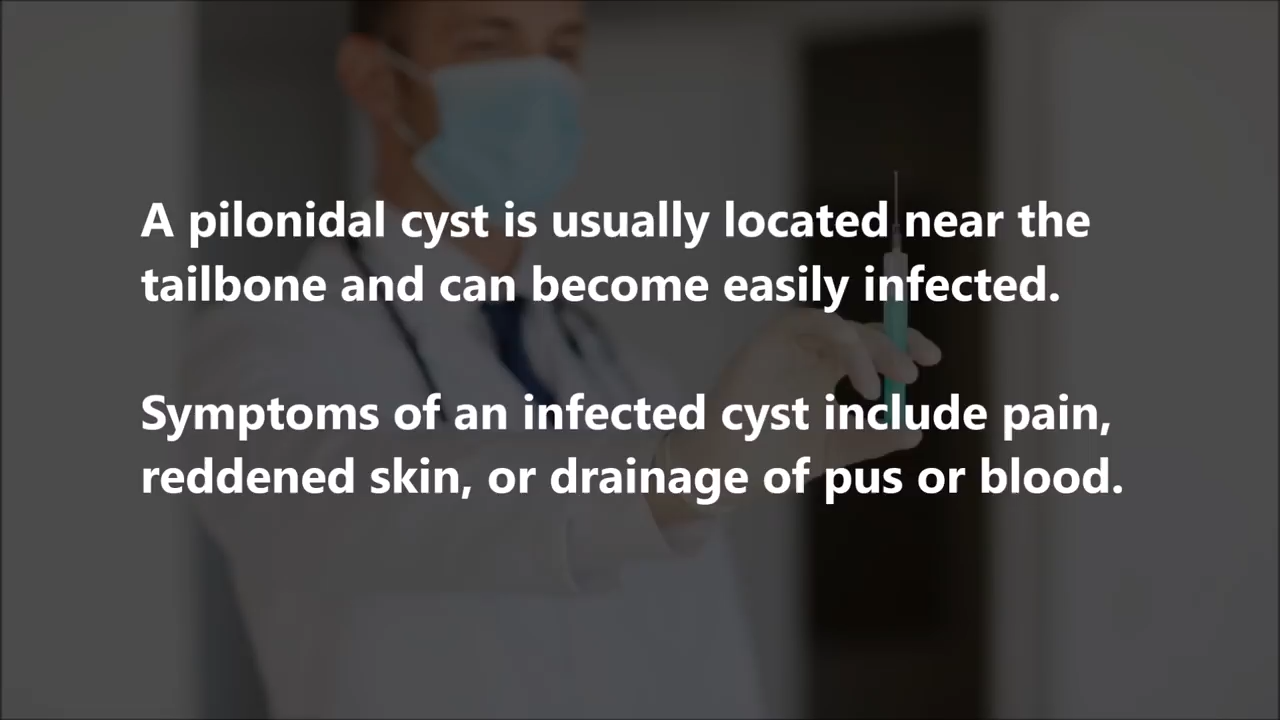 A pilonidal cyst is usually located near the
tailbone and can become easily infected.
Symptoms of an infected cyst include pain,
reddened skin, or drainage of pus or blood.